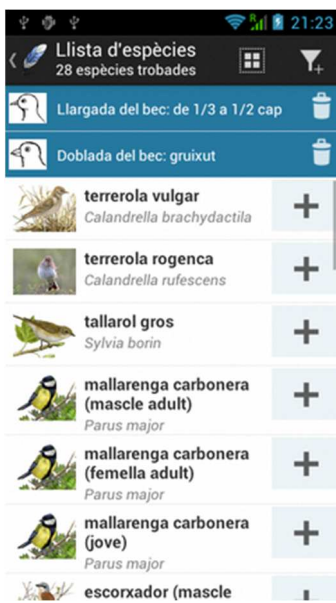 R 21:23
Llista d'espècies
28 espècies trobades
Llargada del bec: de 1/3 a 1/2 cap
Doblada del bec: gruixut
terrerola vulgar
Calandrella brachydactila
terrerola rogenca
Calandrella rufescens
tallarol gros
Sylvia borin
mallarenga carbonera
(mascle adult)
Parus major
mallarenga carbonera
(femella adult)
Parus major
mallarenga carbonera
(jove)
Parus major
escorxador (mascle